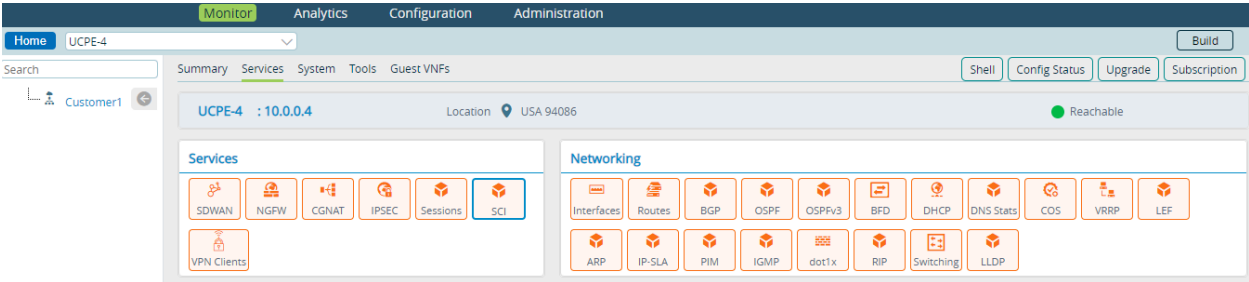 Monitor Analytics Configuration Administration
Home UCPE-4 Build
Search Summary Services System Tools Guest VNFs Shell Config Status Upgrade Subscription
Customer1
UCPE-4 : 10.0.0.4 Location USA 94086 Reachable
Services
SDWAN NGFW CGNAT IPSEC Sessions SCI
VPN Clients
Networking
Interfaces Routes BGP OSPF OSPFv3 BFD DHCP DNS Stats COS VRRP LEF
ARP IP-SLA PIM IGMP dot1x RIP Switching LLDP